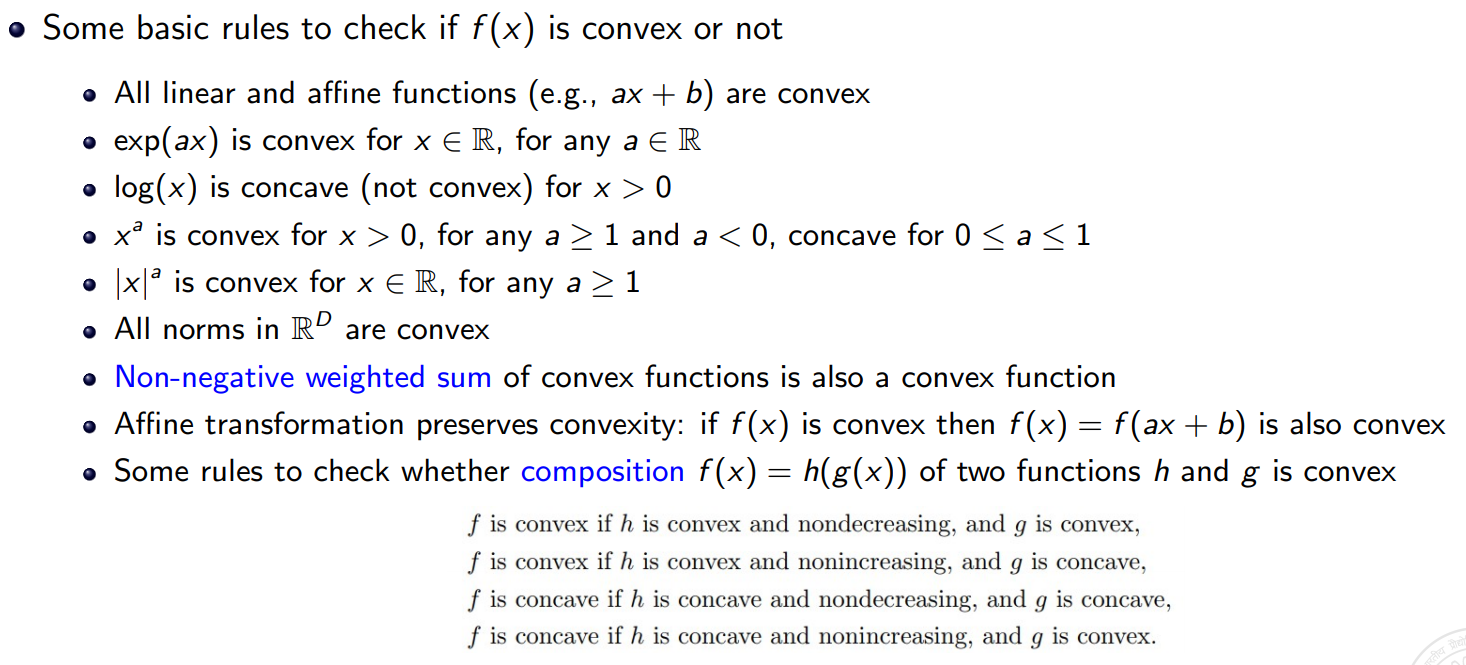 Some basic rules to check if f(x) is convex or not
All linear and affine functions (e.g., ax + b) are convex
exp(ax) is convex for x ∈ ℝ, for any a ∈ ℝ
log(x) is concave (not convex) for x > 0
xᵃ is convex for x > 0, for any a ≥ 1 and a < 0, concave for 0 ≤ a ≤ 1
|x|ᵃ is convex for x ∈ ℝ, for any a ≥ 1
All norms in ℝᴰ are convex
Non-negative weighted sum of convex functions is also a convex function
Affine transformation preserves convexity: if f(x) is convex then f(x) = f(ax + b) is also convex
Some rules to check whether composition f(x) = h(g(x)) of two functions h and g is convex
f is convex if h is convex and nondecreasing, and g is convex,
f is convex if h is convex and nonincreasing, and g is concave,
f is concave if h is concave and nondecreasing, and g is concave,
f is concave if h is concave and nonincreasing, and g is convex.